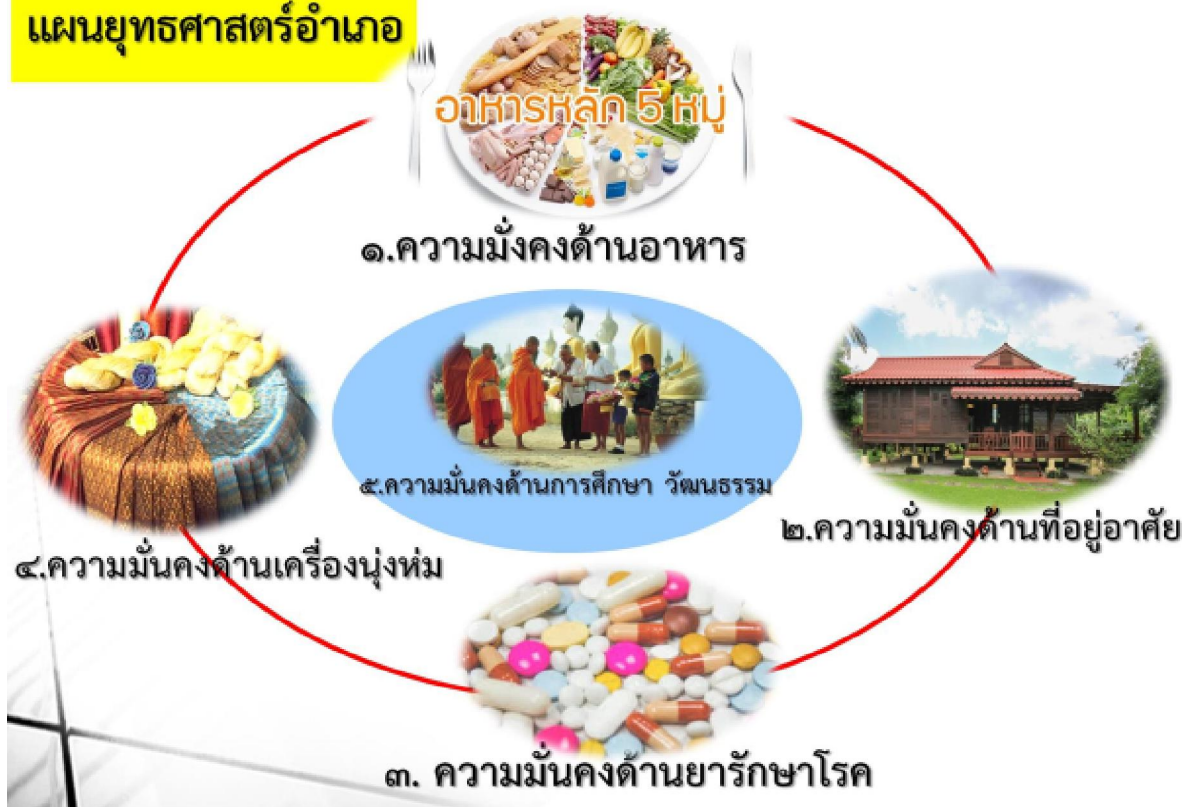 แผนยุทธศาสตร์อำเภอ
อาหารหลัก 5 หมู่
๑.ความมั่งคงด้านอาหาร
๕.ความมั่นคงด้านการศึกษา วัฒนธรรม
๒.ความมั่นคงด้านที่อยู่อาศัย
๔.ความมั่นคงด้านเครื่องนุ่งห่ม
๓. ความมั่นคงด้านยารักษาโรค